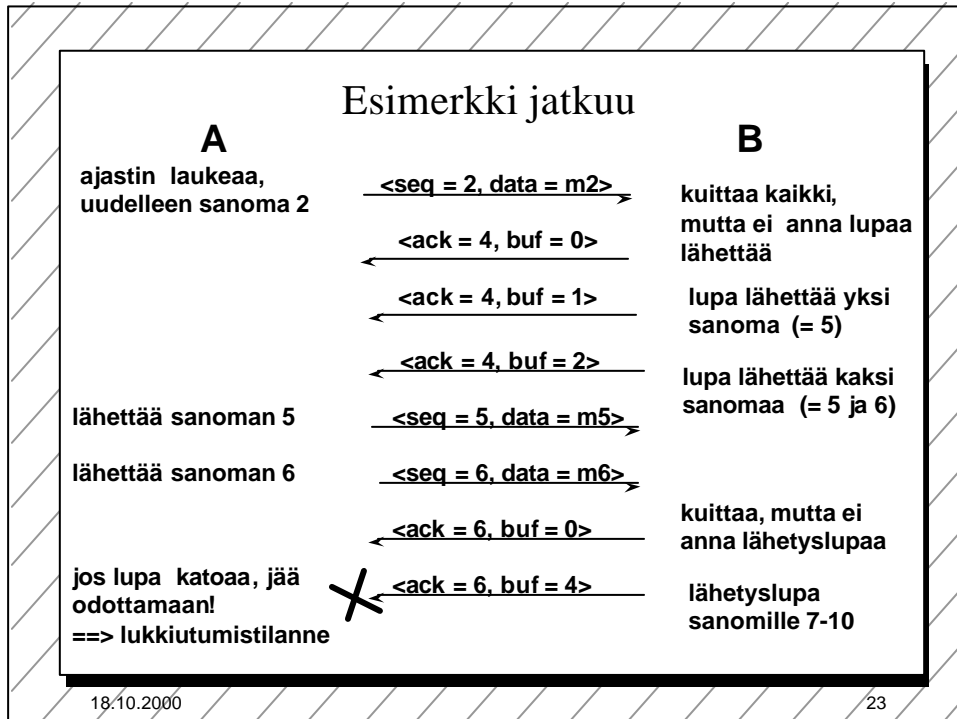 Esimerkki jatkuu
A
B
ajastin laukeaa,
uudelleen sanoma 2
<seq = 2, data = m2>
kuittaa kaikki,
mutta ei anna lupaa
lähettää
<ack = 4, buf = 0>
<ack = 4, buf = 1>
lupa lähettää yksi
sanoma (= 5)
<ack = 4, buf = 2>
lupa lähettää kaksi
sanomaa (= 5 ja 6)
lähettää sanoman 5
<seq = 5, data = m5>
lähettää sanoman 6
<seq = 6, data = m6>
<ack = 6, buf = 0>
kuittaa, mutta ei
anna lähetyslupaa
jos lupa katoaa, jää
odottamaan!
==> lukkiutumistilanne
<ack = 6, buf = 4>
lähetyslupa
sanomille 7-10
18.10.2000
23